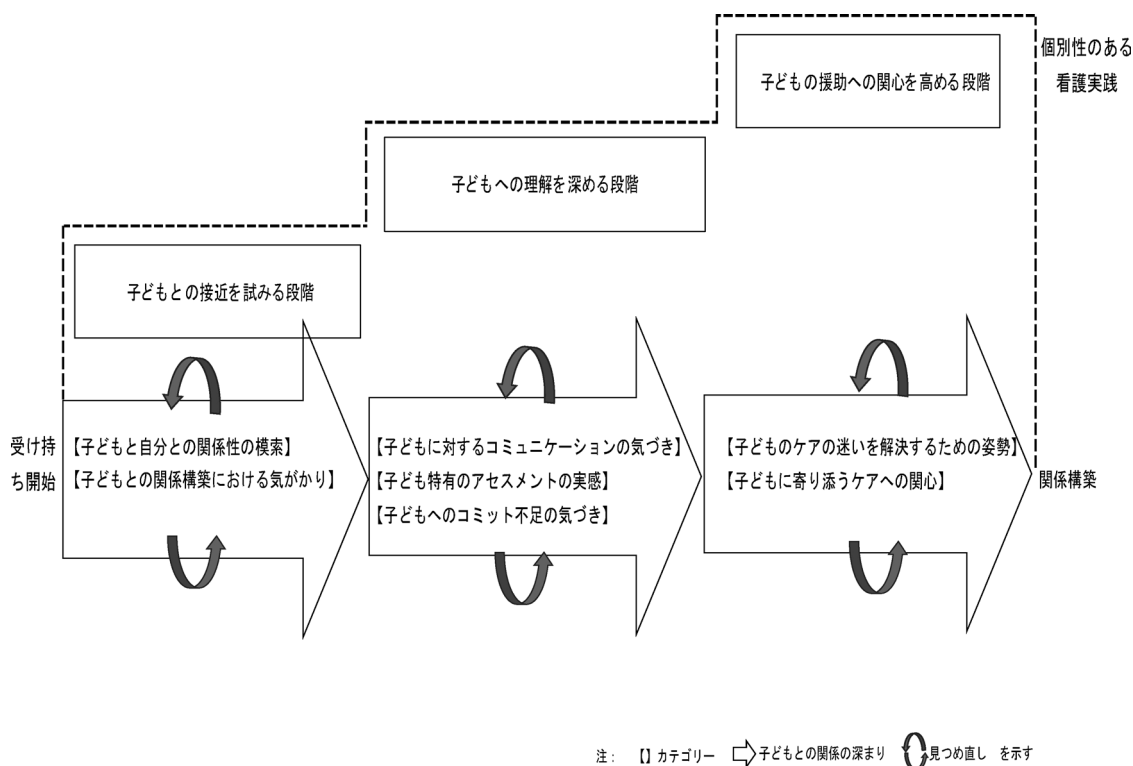 個別性のある
看護実践
子どもの援助への関心を高める段階
子どもへの理解を深める段階
子どもとの接近を試みる段階
受け持
ち開始
【子どもと自分との関係性の模索】
【子どもとの関係構築における気がかり】
【子どもに対するコミュニケーションの気づき】
【子ども特有のアセスメントの実感】
【子どもへのコミット不足の気づき】
【子どものケアの迷いを解決するための姿勢】
【子どもに寄り添うケアへの関心】
関係構築
注： 【】カテゴリー 子どもとの関係の深まり 見つめ直し を示す